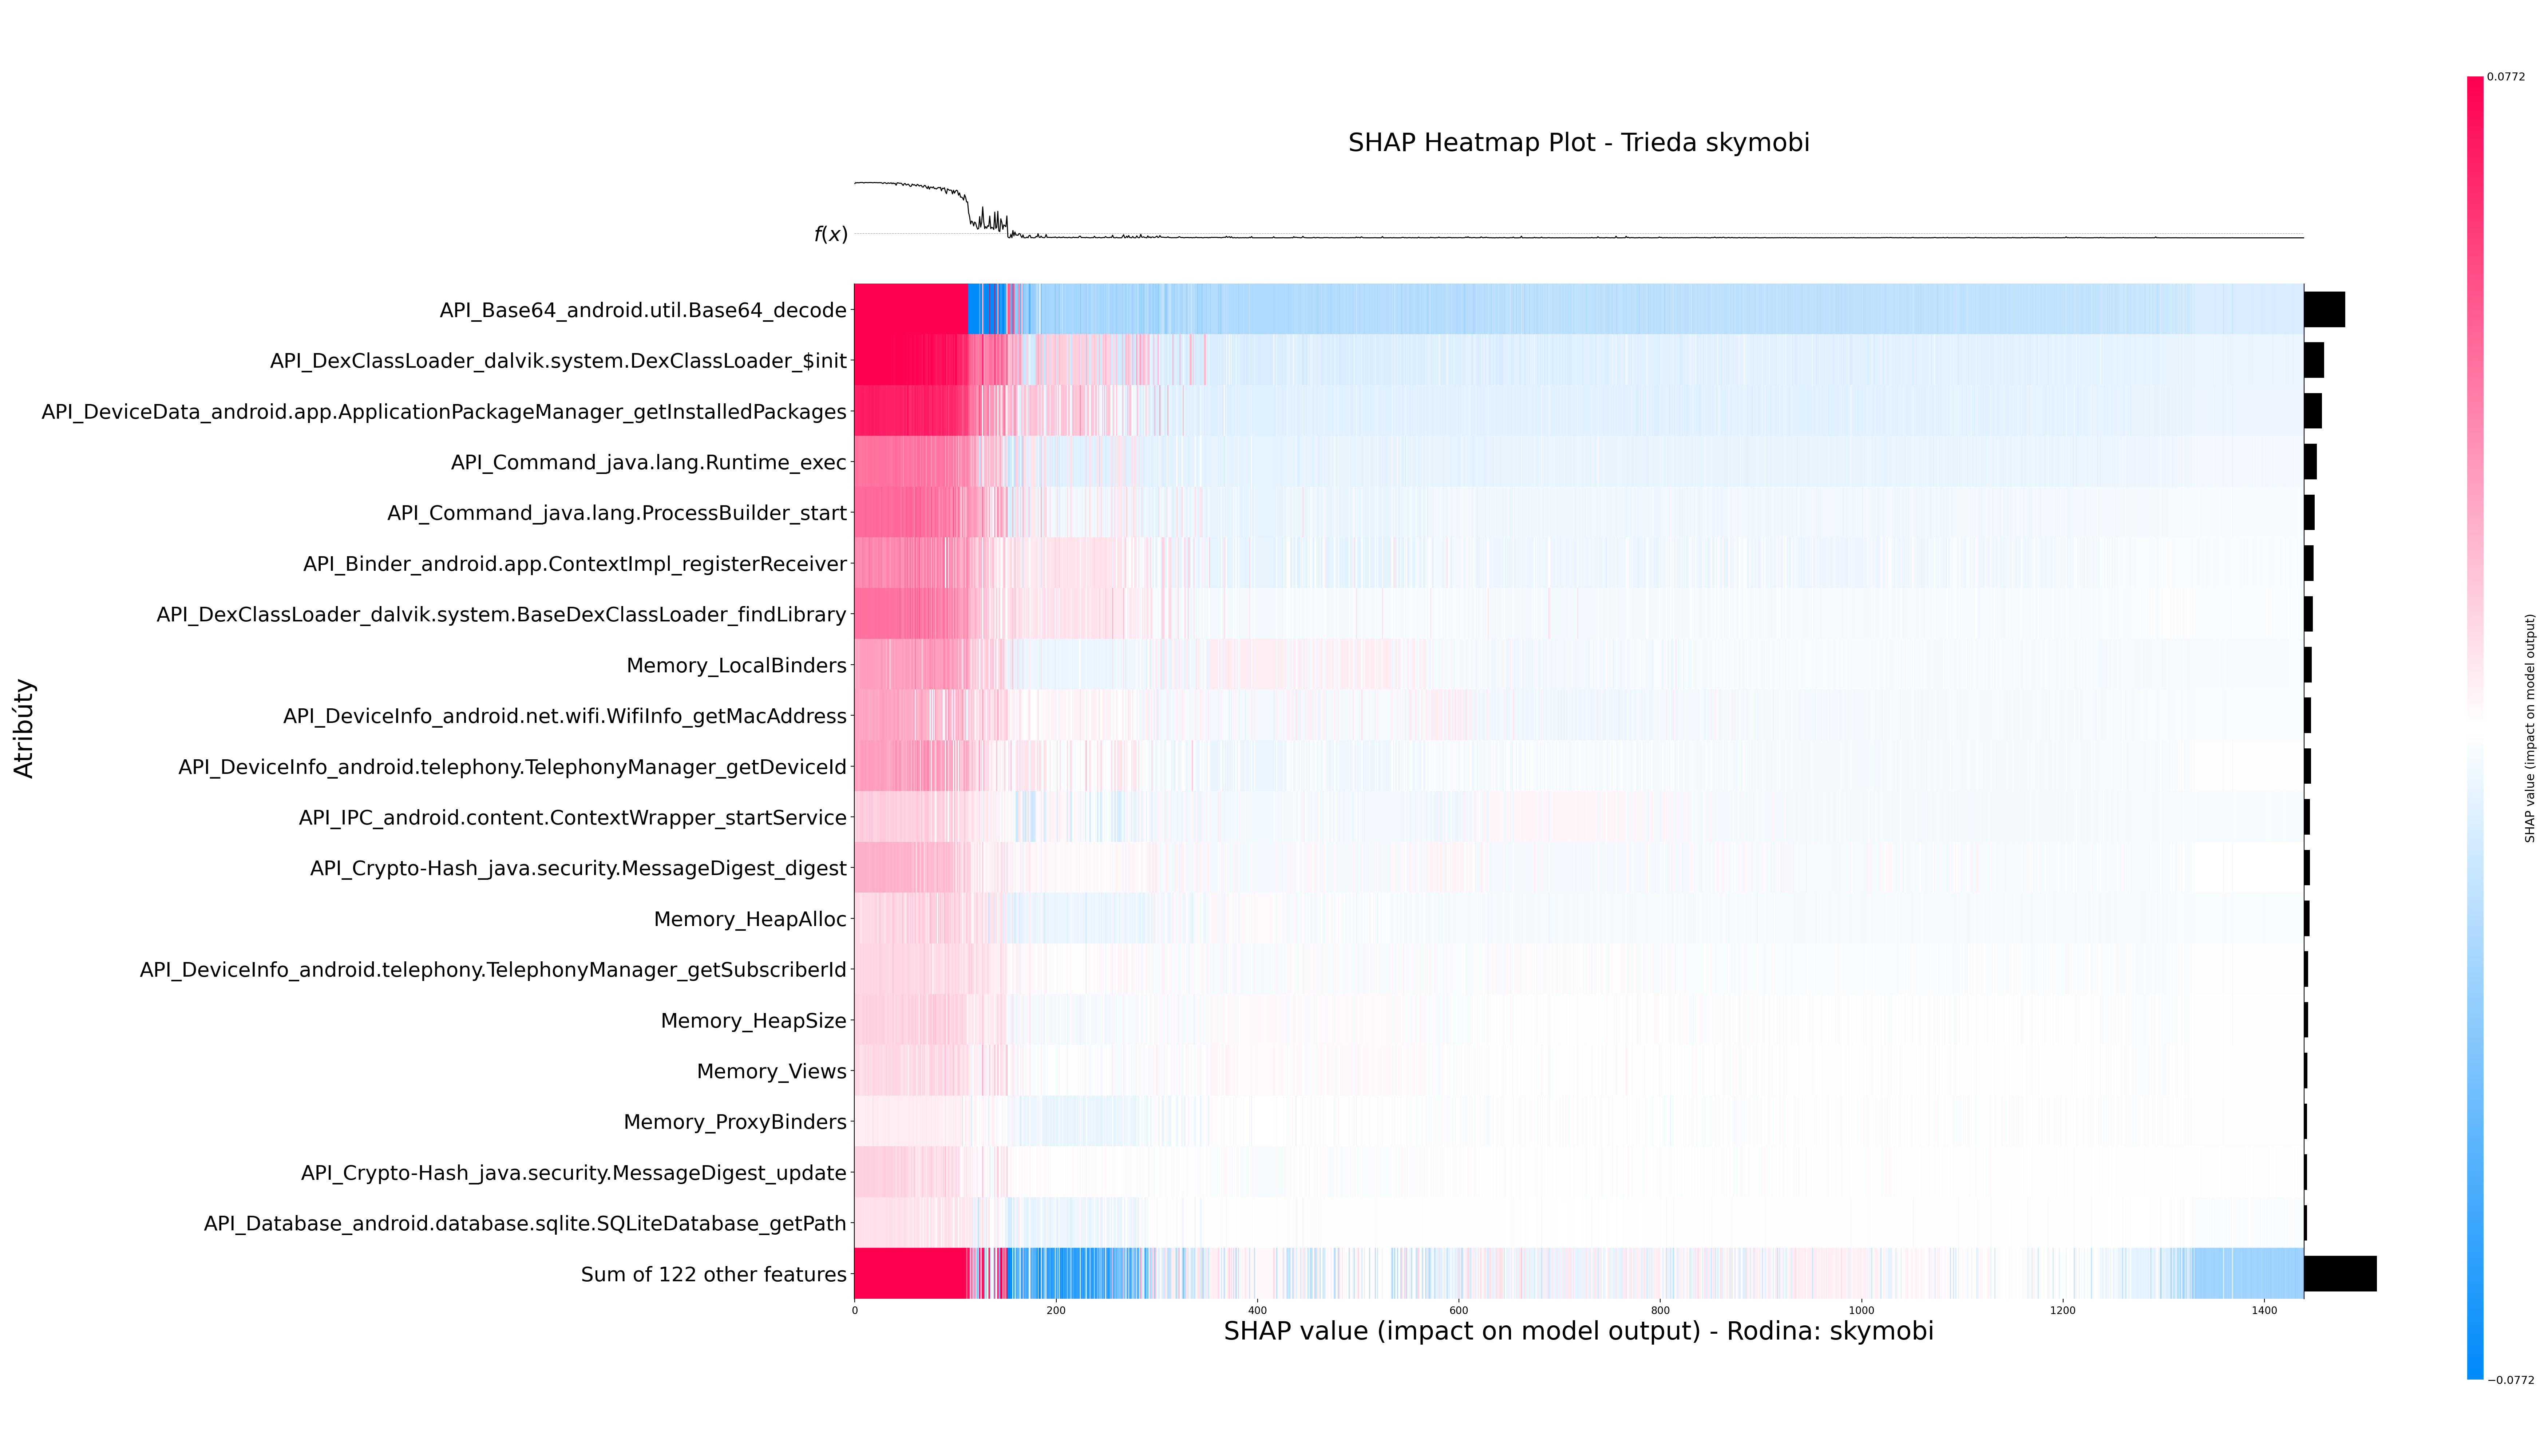 SHAP Heatmap Plot - Trieda skymobi
f(x)
API_Base64_android.util.Base64_decode
API_DexClassLoader_dalvik.system.DexClassLoader_$init
API_DeviceData_android.app.ApplicationPackageManager_getInstalledPackages
API_Command_java.lang.Runtime_exec
API_Command_java.lang.ProcessBuilder_start
API_Binder_android.app.ContextImpl_registerReceiver
API_DexClassLoader_dalvik.system.BaseDexClassLoader_findLibrary
Memory_LocalBinders
API_DeviceInfo_android.net.wifi.WifiInfo_getMacAddress
API_DeviceInfo_android.telephony.TelephonyManager_getDeviceId
API_IPC_android.content.ContextWrapper_startService
API_Crypto-Hash_java.security.MessageDigest_digest
Memory_HeapAlloc
API_DeviceInfo_android.telephony.TelephonyManager_getSubscriberId
Memory_HeapSize
Memory_Views
Memory_ProxyBinders
API_Crypto-Hash_java.security.MessageDigest_update
API_Database_android.database.sqlite.SQLiteDatabase_getPath
Sum of 122 other features
Atribúty
0 200 400 600 800 1000 1200 1400
SHAP value (impact on model output) - Rodina: skymobi
0.0772
SHAP value (impact on model output)
−0.0772